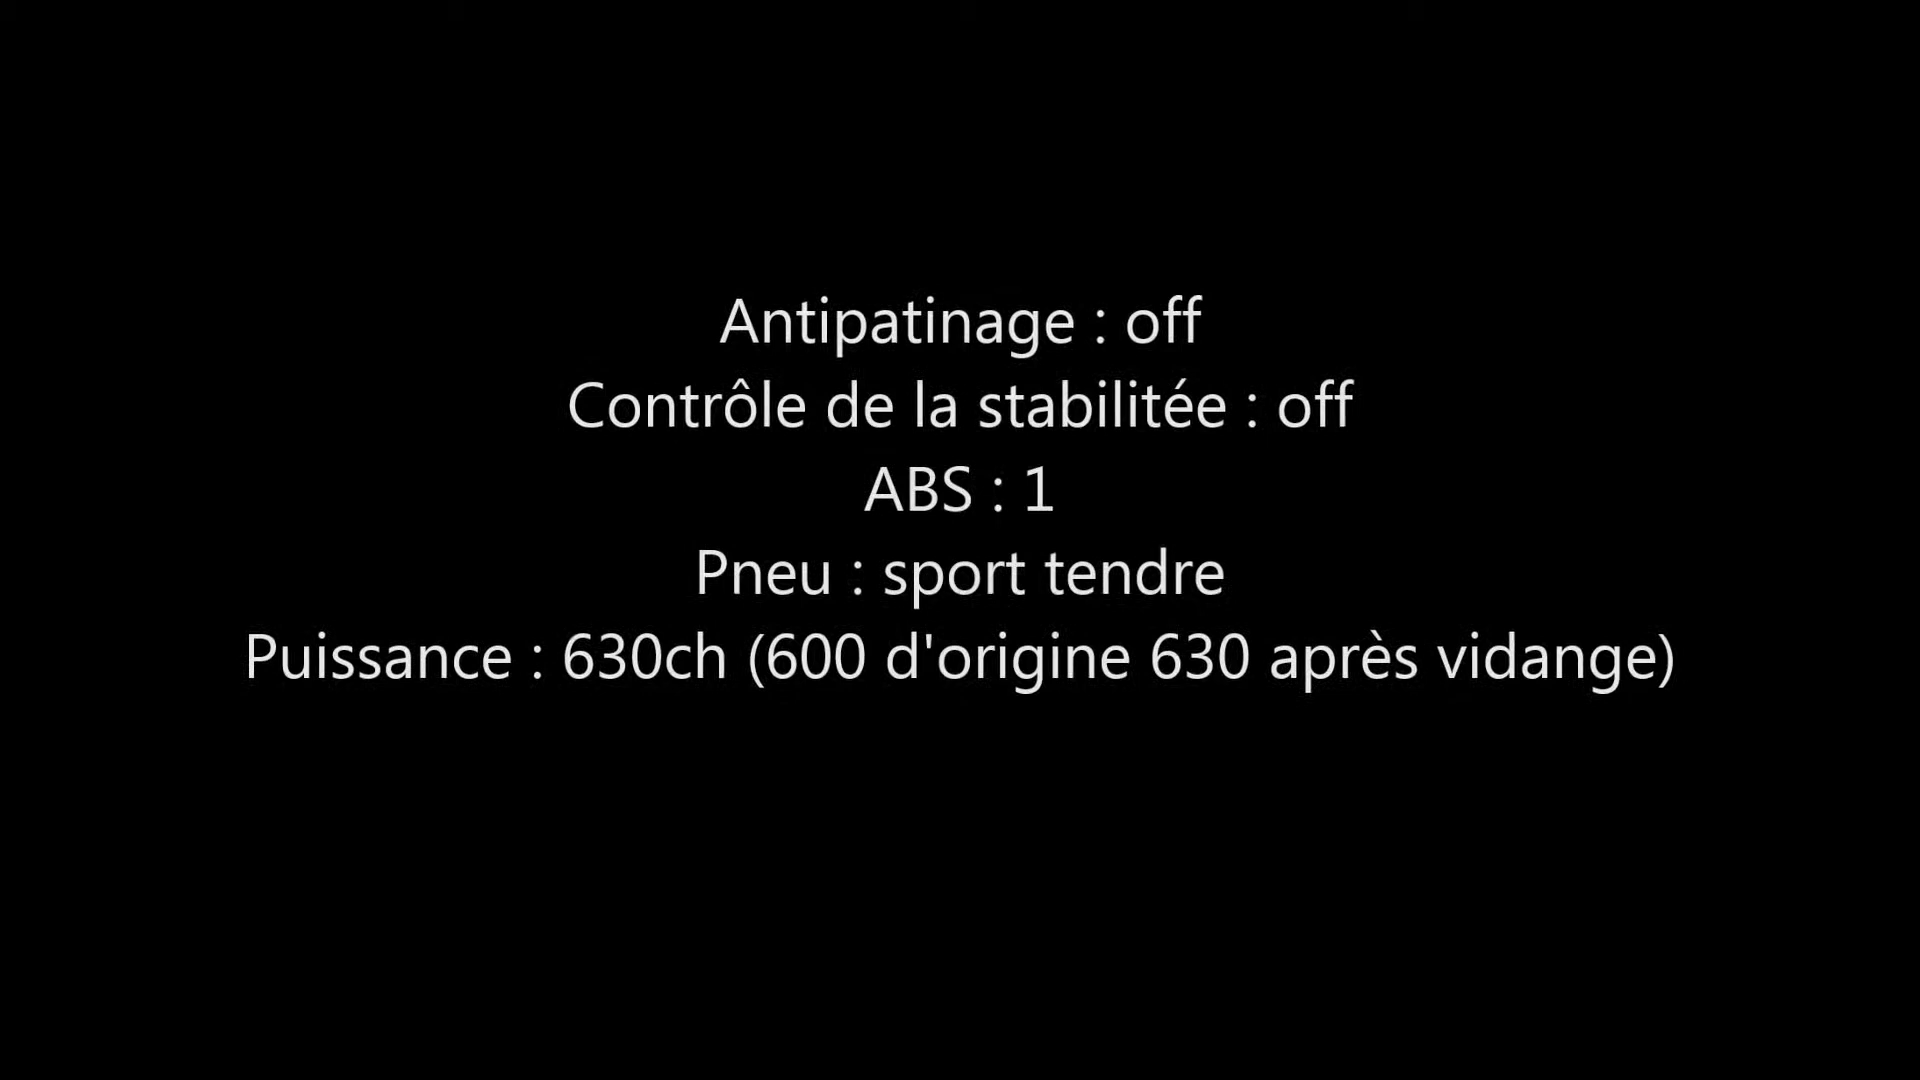 Antipatinage : off
Contrôle de la stabilitée : off
ABS : 1
Pneu : sport tendre
Puissance : 630ch (600 d'origine 630 après vidange)